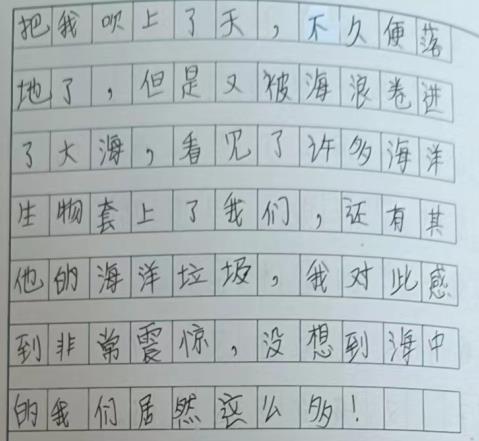 把我吹上了天，不久便落
地了，但是又被海浪卷进
了大海，看见了许多海洋
生物套上了我们，还有其
他的海洋垃圾，我对此感
到非常震惊，没想到海中
的我们居然这么多！